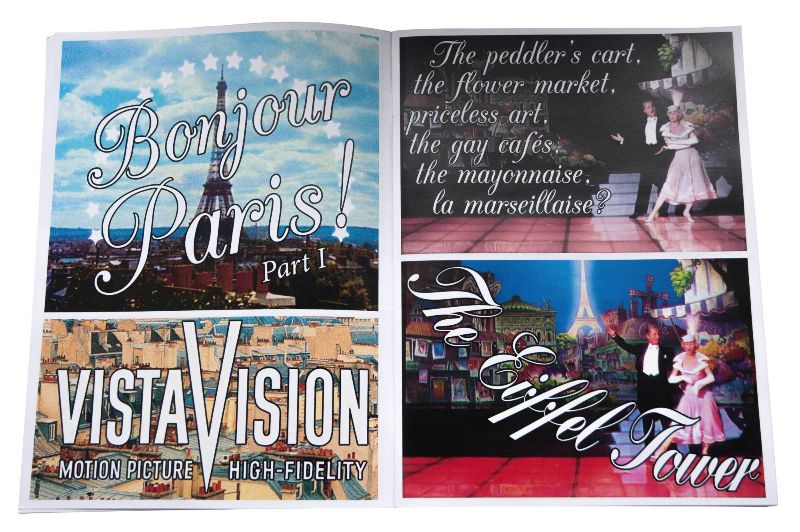 Bonjour
Paris!
Part I
VISTAVISION
MOTION PICTURE HIGH-FIDELITY
The peddler's cart,
the flower market,
priceless art,
the gay cafés,
the mayonnaise,
la marseillaise?
The Eiffel Tower